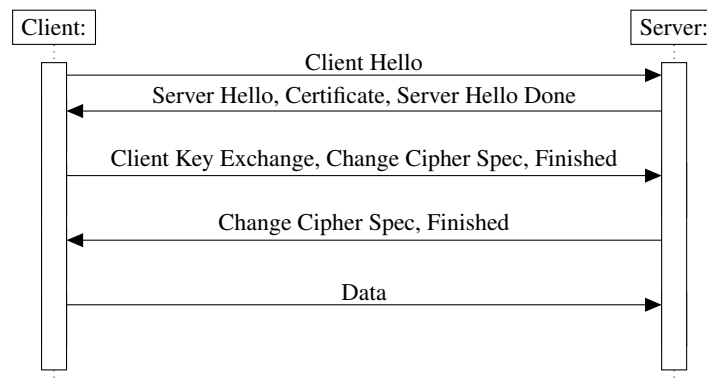 Client:
Server:
Client Hello
Server Hello, Certificate, Server Hello Done
Client Key Exchange, Change Cipher Spec, Finished
Change Cipher Spec, Finished
Data